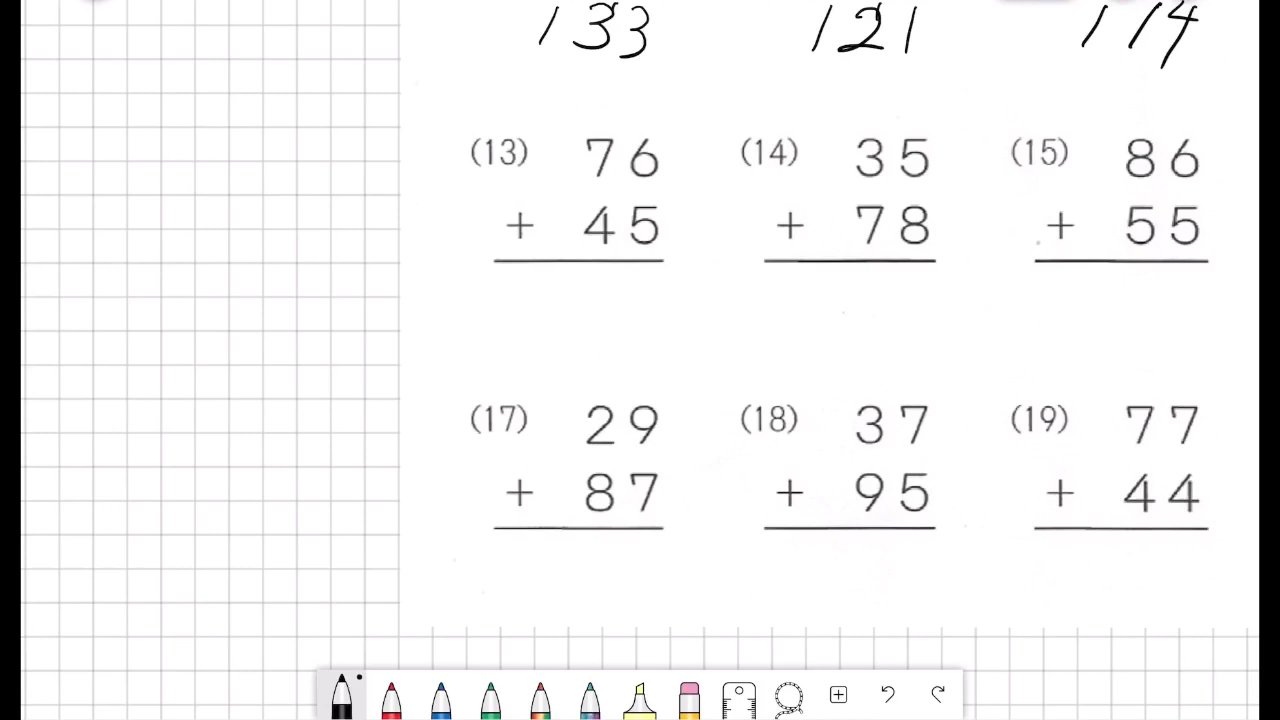 133 121 114
(13) 76 (14) 35 (15) 86
+ 45 + 78 + 55
(17) 29 (18) 37 (19) 77
+ 87 + 95 + 44